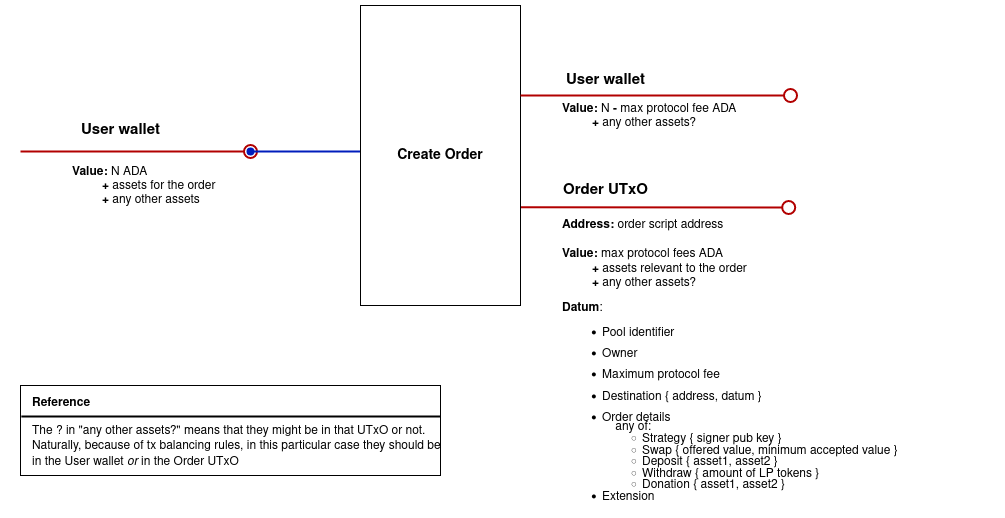 User wallet
Value: N ADA
+ assets for the order
+ any other assets
Create Order
User wallet
Value: N - max protocol fee ADA
+ any other assets?
Order UTxO
Address: order script address
Value: max protocol fees ADA
+ assets relevant to the order
+ any other assets?
Datum:
• Pool identifier
• Owner
• Maximum protocol fee
• Destination { address, datum }
• Order details
any of:
○ Strategy { signer pub key }
○ Swap { offered value, minimum accepted value }
○ Deposit { asset1, asset2 }
○ Withdraw { amount of LP tokens }
○ Donation { asset1, asset2 }
• Extension
Reference
The ? in "any other assets?" means that they might be in that UTxO or not.
Naturally, because of tx balancing rules, in this particular case they should be
in the User wallet or in the Order UTxO